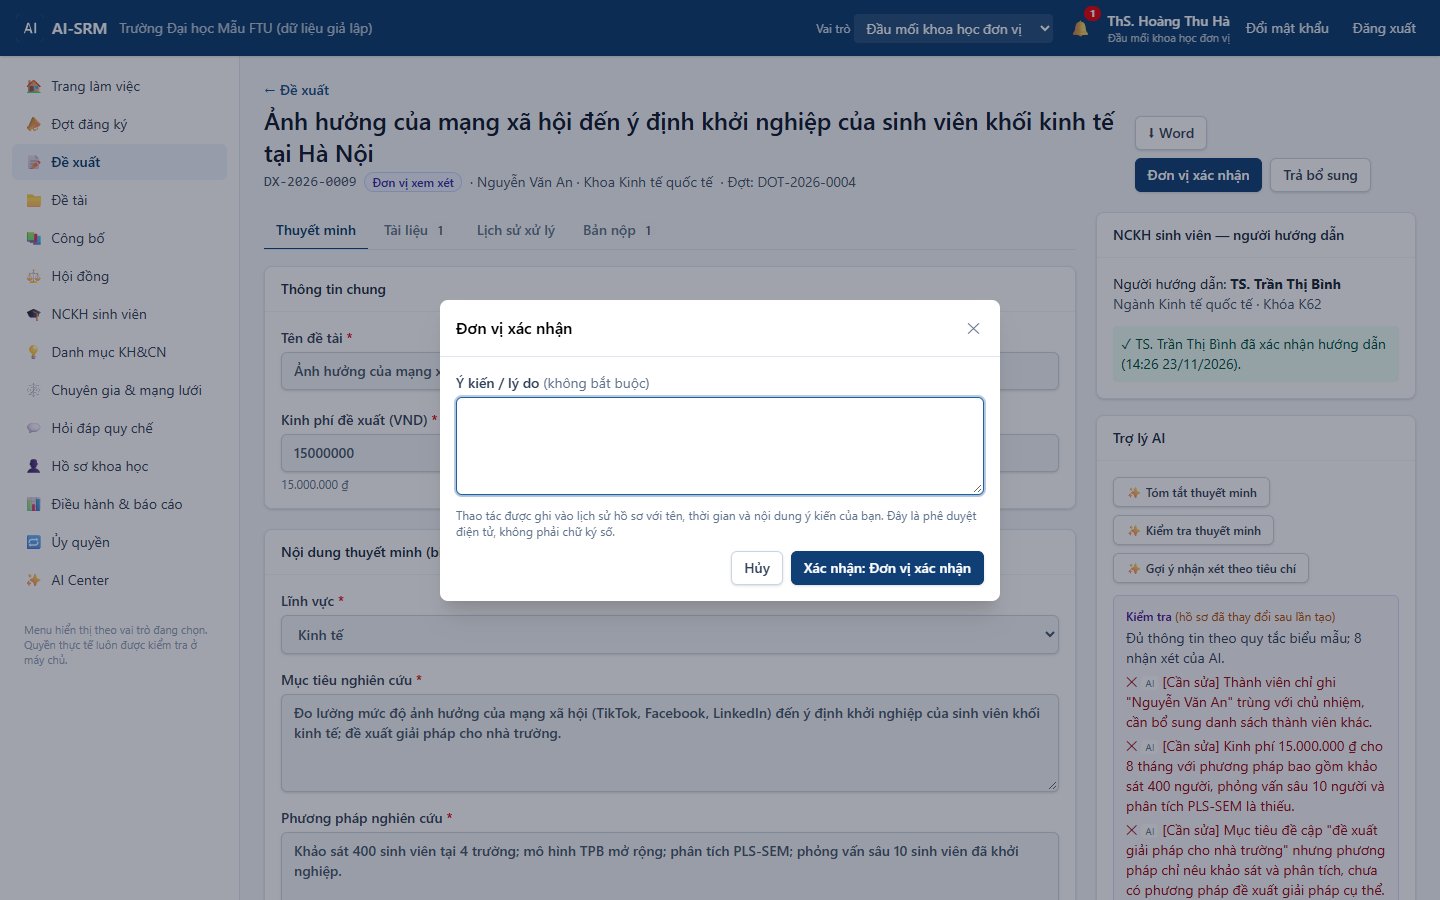 AI AI-SRM Trường Đại học Mẫu FTU (dữ liệu giả lập)
Vai trò Đầu mối khoa học đơn vị
1
ThS. Hoàng Thu Hà
Đầu mối khoa học đơn vị
Đổi mật khẩu
Đăng xuất
Trang làm việc
Đợt đăng ký
Đề xuất
Đề tài
Công bố
Hội đồng
NCKH sinh viên
Danh mục KH&CN
Chuyên gia & mạng lưới
Hỏi đáp quy chế
Hồ sơ khoa học
Điều hành & báo cáo
Ủy quyền
AI Center
Menu hiển thị theo vai trò đang chọn.
Quyền thực tế luôn được kiểm tra ở
máy chủ.
← Đề xuất
Ảnh hưởng của mạng xã hội đến ý định khởi nghiệp của sinh viên khối kinh tế
tại Hà Nội
DX-2026-0009 Đơn vị xem xét · Nguyễn Văn An · Khoa Kinh tế quốc tế · Đợt: DOT-2026-0004
⬇ Word
Đơn vị xác nhận
Trả bổ sung
Thuyết minh
Tài liệu 1
Lịch sử xử lý
Bản nộp 1
Thông tin chung
Tên đề tài *
Ảnh hưởng của mạng x
Kinh phí đề xuất (VND) *
15000000
15.000.000 ₫
Nội dung thuyết minh (b
Lĩnh vực *
Kinh tế
Mục tiêu nghiên cứu *
Đo lường mức độ ảnh hưởng của mạng xã hội (TikTok, Facebook, LinkedIn) đến ý định khởi nghiệp của sinh viên khối
kinh tế; đề xuất giải pháp cho nhà trường.
Phương pháp nghiên cứu *
Khảo sát 400 sinh viên tại 4 trường; mô hình TPB mở rộng; phân tích PLS-SEM; phỏng vấn sâu 10 sinh viên đã khởi
nghiệp.
Đơn vị xác nhận
Ý kiến / lý do (không bắt buộc)
Thao tác được ghi vào lịch sử hồ sơ với tên, thời gian và nội dung ý kiến của bạn. Đây là phê duyệt
điện tử, không phải chữ ký số.
Hủy
Xác nhận: Đơn vị xác nhận
NCKH sinh viên — người hướng dẫn
Người hướng dẫn: TS. Trần Thị Bình
Ngành Kinh tế quốc tế · Khóa K62
✓ TS. Trần Thị Bình đã xác nhận hướng dẫn
(14:26 23/11/2026).
Trợ lý AI
Tóm tắt thuyết minh
Kiểm tra thuyết minh
Gợi ý nhận xét theo tiêu chí
Kiểm tra (hồ sơ đã thay đổi sau lần tạo)
Đủ thông tin theo quy tắc biểu mẫu; 8
nhận xét của AI.
✕ AI [Cần sửa] Thành viên chỉ ghi
"Nguyễn Văn An" trùng với chủ nhiệm,
cần bổ sung danh sách thành viên khác.
✕ AI [Cần sửa] Kinh phí 15.000.000 ₫ cho
8 tháng với phương pháp bao gồm khảo
sát 400 người, phỏng vấn sâu 10 người và
phân tích PLS-SEM là thiếu.
✕ AI [Cần sửa] Mục tiêu đề cập "đề xuất
giải pháp cho nhà trường" nhưng phương
pháp chỉ nêu khảo sát và phân tích, chưa
có phương pháp đề xuất giải pháp cụ thể.